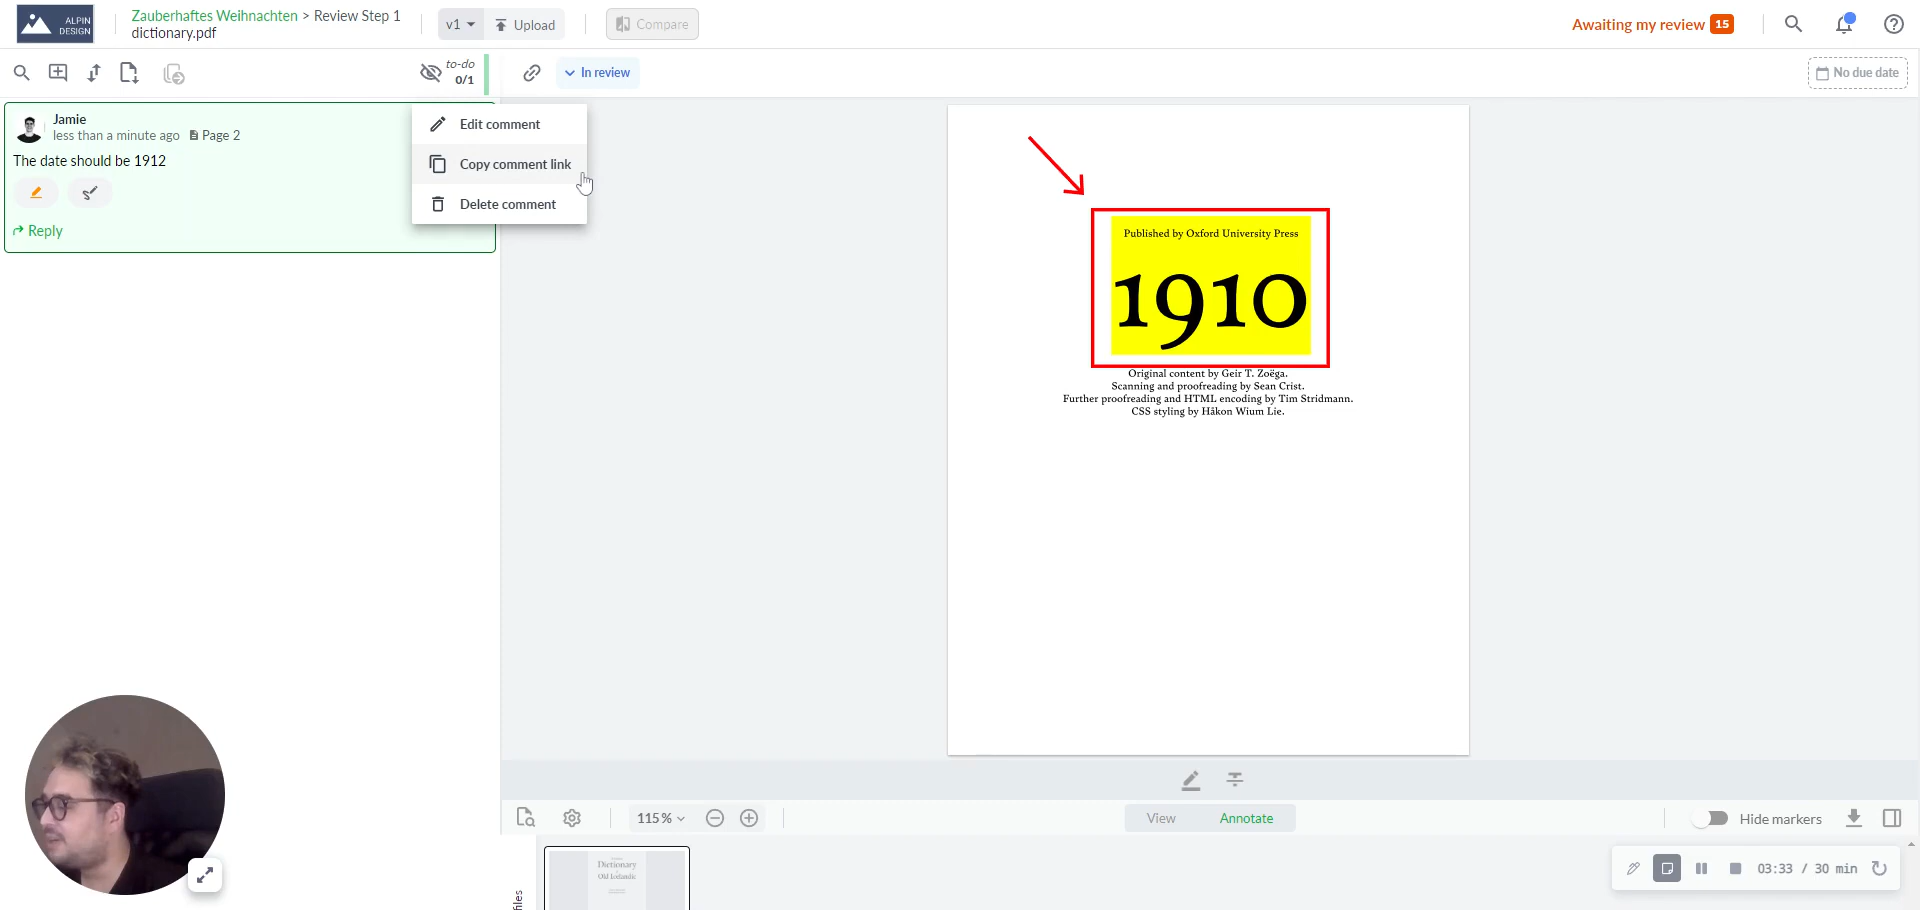 ALPIN
DESIGN
Zauberhaftes Weihnachten > Review Step 1
dictionary.pdf
v1
Upload
Compare
Awaiting my review 15
to-do
0/1
In review
No due date
Jamie
less than a minute ago Page 2
The date should be 1912
Reply
Edit comment
Copy comment link
Delete comment
Published by Oxford University Press
1910
Original content by Geir T. Zoëga.
Scanning and proofreading by Sean Crist.
Further proofreading and HTML encoding by Tim Stridmann.
CSS styling by Håkon Wium Lie.
115%
View
Annotate
Hide markers
files
Dictionary
Old Icelandic
03:33 / 30 min